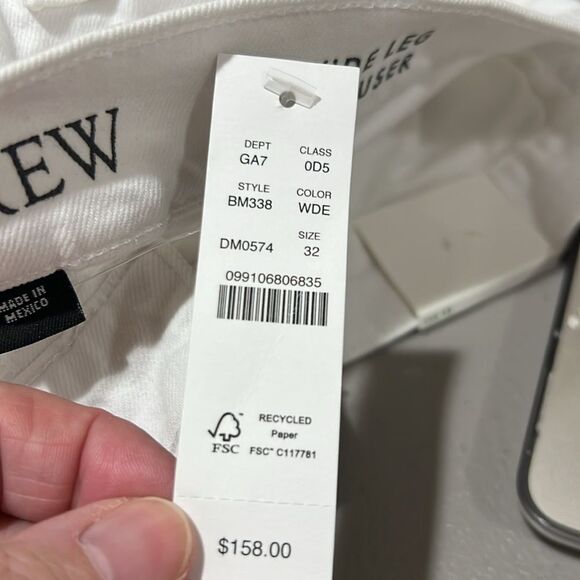 REW
LEG
USER
MADE IN
MEXICO
DEPT CLASS
GA7 0D5
STYLE COLOR
BM338 WDE
SIZE
DM0574 32
099106806835
RECYCLED
Paper
FSC
FSC™ C117781
$158.00